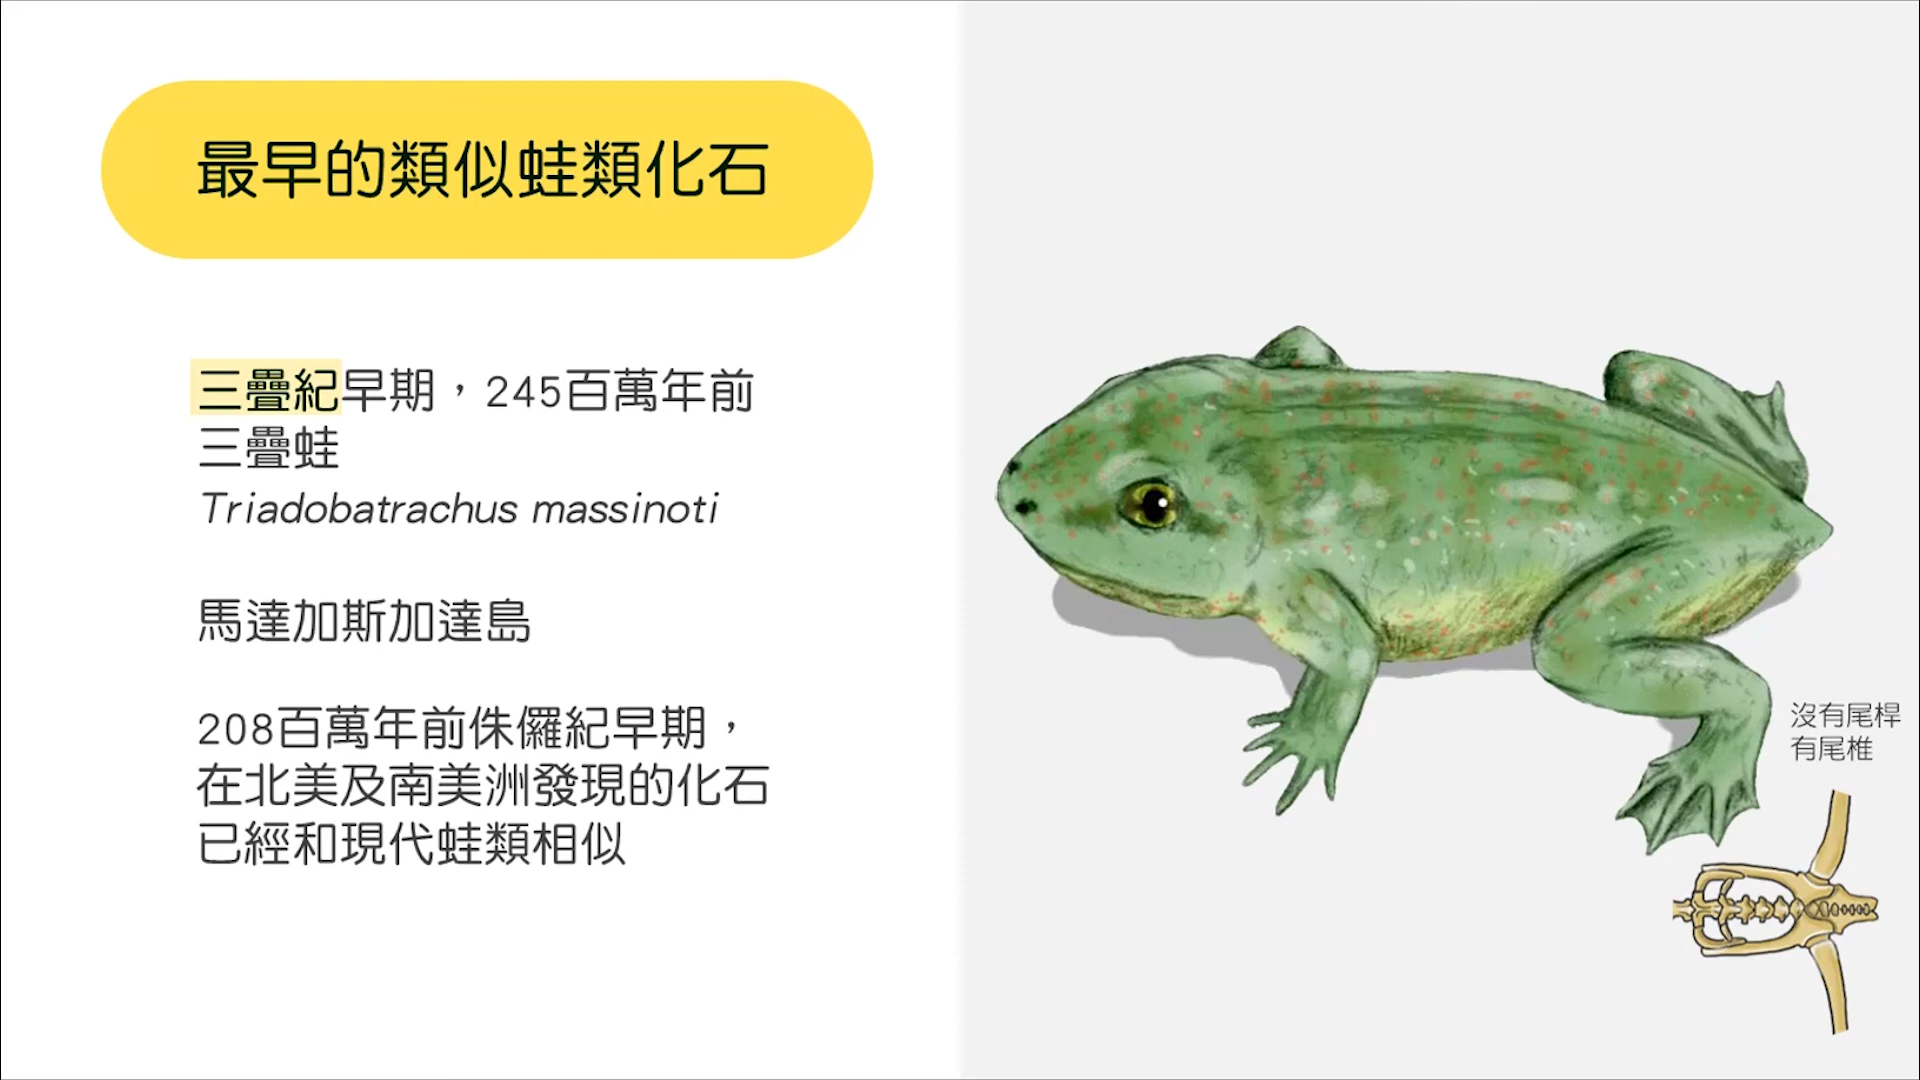 最早的類似蛙類化石
三疊紀早期，245百萬年前
三疊蛙
Triadobatrachus massinoti
馬達加斯加達島
208百萬年前侏儸紀早期，
在北美及南美洲發現的化石
已經和現代蛙類相似
沒有尾桿
有尾椎